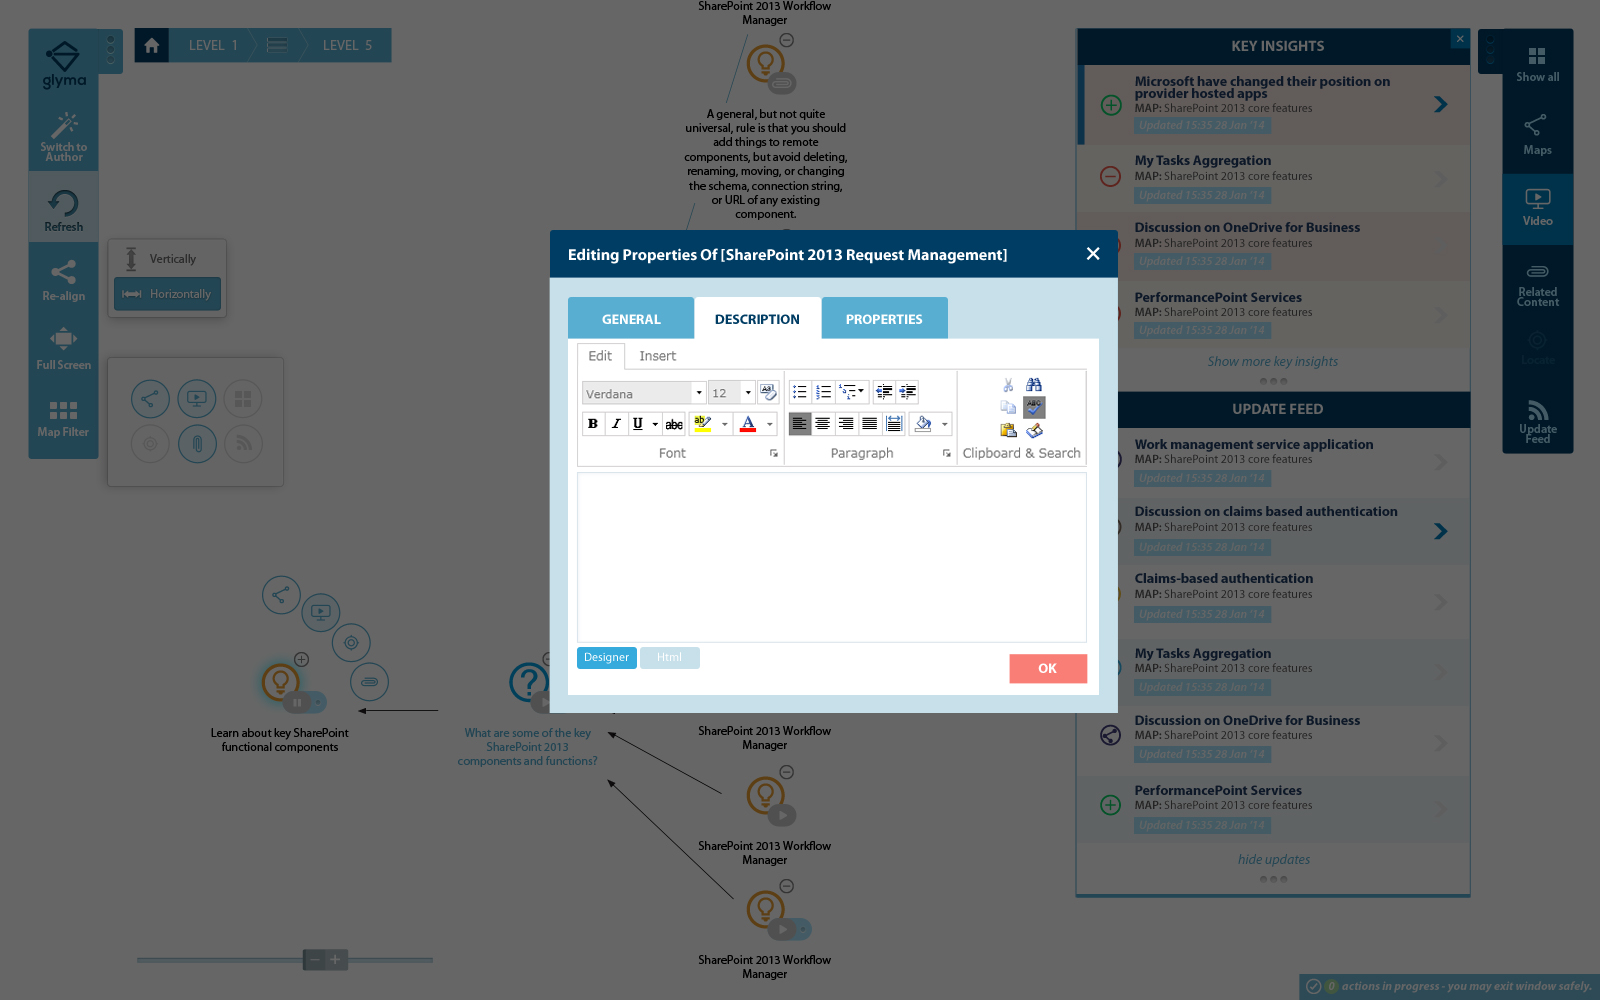 SharePoint 2013 Workflow
Manager
glyma
LEVEL 1
LEVEL 5
Switch to
Author
Refresh
Re-align
Full Screen
Map Filter
Vertically
Horizontally
A general, but not quite
universal, rule is that you should
add things to remote
components, but avoid deleting,
renaming, moving, or changing
the schema, connection string,
or URL of any existing
component.
Editing Properties Of [SharePoint 2013 Request Management]
GENERAL
DESCRIPTION
PROPERTIES
Edit
Insert
Verdana
12
B
I
U
abc
ab
A
ABC
Font
Paragraph
Clipboard & Search
Designer
Html
OK
Learn about key SharePoint
functional components
What are some of the key
SharePoint 2013
components and functions?
SharePoint 2013 Workflow
Manager
SharePoint 2013 Workflow
Manager
SharePoint 2013 Workflow
Manager
KEY INSIGHTS
Microsoft have changed their position on
provider hosted apps
MAP: SharePoint 2013 core features
Updated 15:35 28 Jan '14
My Tasks Aggregation
MAP: SharePoint 2013 core features
Updated 15:35 28 Jan '14
Discussion on OneDrive for Business
MAP: SharePoint 2013 core features
Updated 15:35 28 Jan '14
PerformancePoint Services
MAP: SharePoint 2013 core features
Updated 15:35 28 Jan '14
Show more key insights
UPDATE FEED
Work management service application
MAP: SharePoint 2013 core features
Updated 15:35 28 Jan '14
Discussion on claims based authentication
MAP: SharePoint 2013 core features
Updated 15:35 28 Jan '14
Claims-based authentication
MAP: SharePoint 2013 core features
Updated 15:35 28 Jan '14
My Tasks Aggregation
MAP: SharePoint 2013 core features
Updated 15:35 28 Jan '14
Discussion on OneDrive for Business
MAP: SharePoint 2013 core features
Updated 15:35 28 Jan '14
PerformancePoint Services
MAP: SharePoint 2013 core features
Updated 15:35 28 Jan '14
hide updates
Show all
Maps
Video
Related
Content
Locate
Update
Feed
0 actions in progress - you may exit window safely.